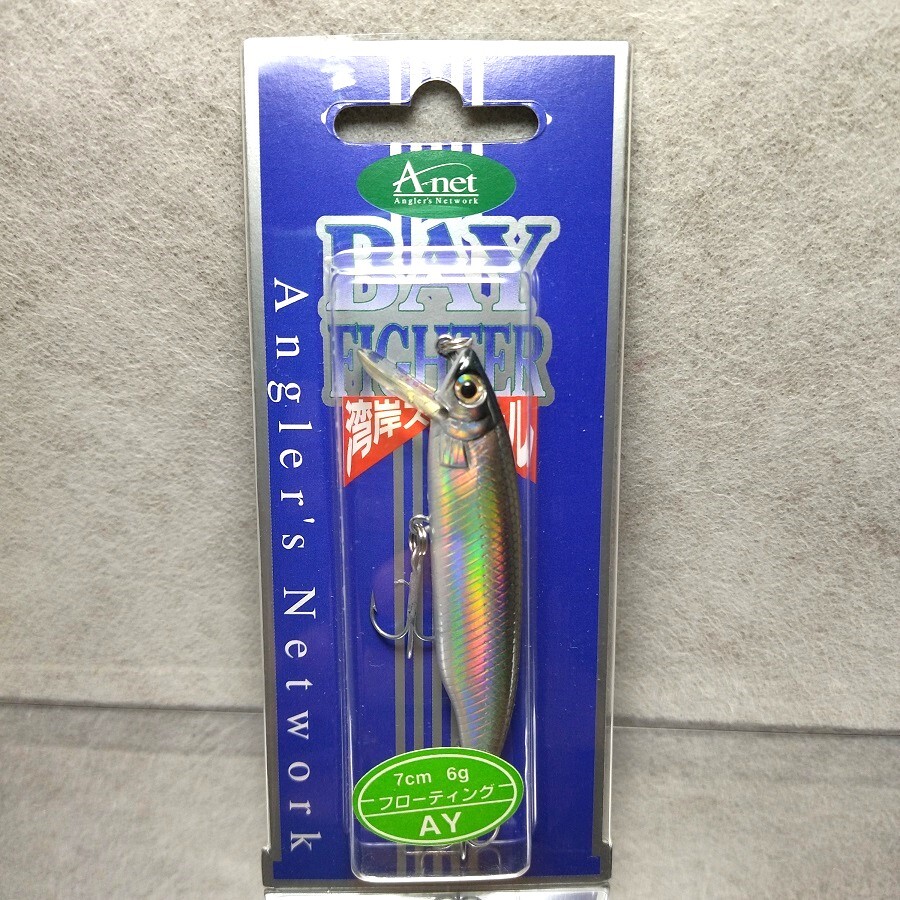 A-net
Angler's Network
BAY
FIGHTER
湾岸ス
ル
Angler's Network
7cm 6g
フローティング
AY